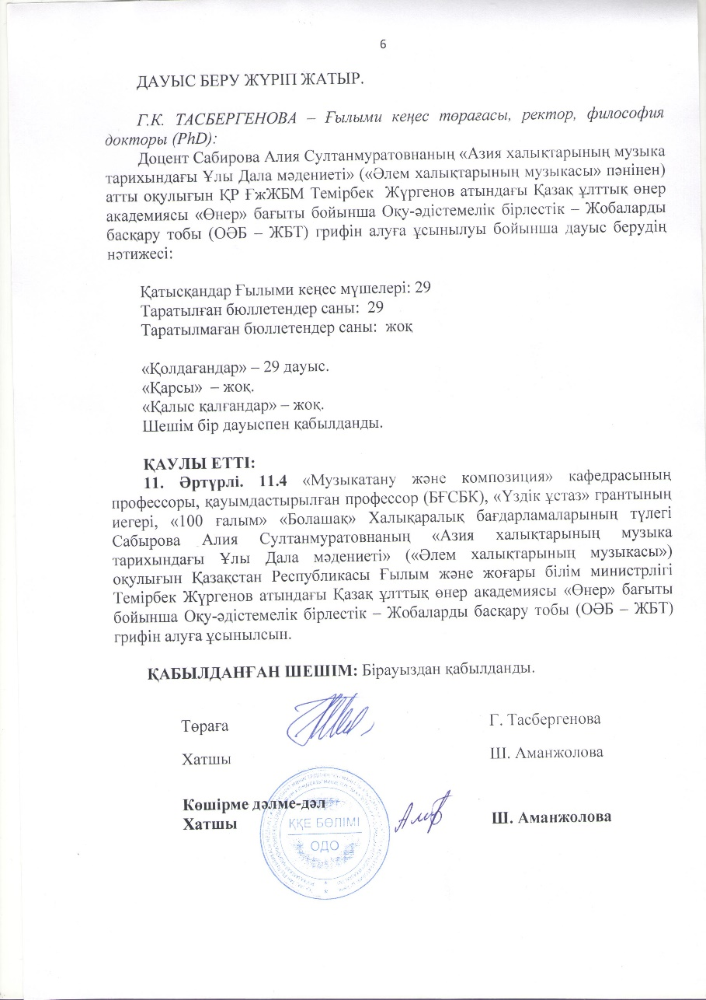 6
ДАУЫС БЕРУ ЖҮРІП ЖАТЫР.
Г.К. ТАСБЕРГЕНОВА – Ғылыми кеңес төрағасы, ректор, философия
докторы (PhD):
Доцент Сабирова Алия Султанмуратовнаның «Азия халықтарының музыка
тарихындағы Ұлы Дала мәдениеті» («Әлем халықтарының музыкасы» пәнінен)
атты оқулығын ҚР ҒжЖБМ Темірбек Жүргенов атындағы Қазақ ұлттық өнер
академиясы «Өнер» бағыты бойынша Оқу-әдістемелік бірлестік – Жобаларды
басқару тобы (ОӘБ – ЖБТ) грифін алуға ұсынылуы бойынша дауыс берудің
нәтижесі:
Қатысқандар Ғылыми кеңес мүшелері: 29
Таратылған бюллетендер саны: 29
Таратылмаған бюллетендер саны: жоқ
«Қолдағандар» – 29 дауыс.
«Қарсы» – жоқ.
«Қалыс қалғандар» – жоқ.
Шешім бір дауыспен қабылданды.
ҚАУЛЫ ЕТТІ:
11. Әртүрлі. 11.4 «Музыкатану және композиция» кафедрасының
профессоры, қауымдастырылған профессор (БҒСБК), «Үздік ұстаз» грантының
иегері, «100 ғалым» «Болашақ» Халықаралық бағдарламаларының түлегі
Сабырова Алия Султанмуратовнаның «Азия халықтарының музыка
тарихындағы Ұлы Дала мәдениеті» («Әлем халықтарының музыкасы»)
оқулығын Қазақстан Республикасы Ғылым және жоғары білім министрлігі
Темірбек Жүргенов атындағы Қазақ ұлттық өнер академиясы «Өнер» бағыты
бойынша Оқу-әдістемелік бірлестік – Жобаларды басқару тобы (ОӘБ – ЖБТ)
грифін алуға ұсынылсын.
ҚАБЫЛДАНҒАН ШЕШІМ: Бірауыздан қабылданды.
Төраға Г. Тасбергенова
Хатшы Ш. Аманжолова
Көшірме дәлме-дәл
Хатшы Ш. Аманжолова
ҚКЕ БӨЛІМІ
ОДО